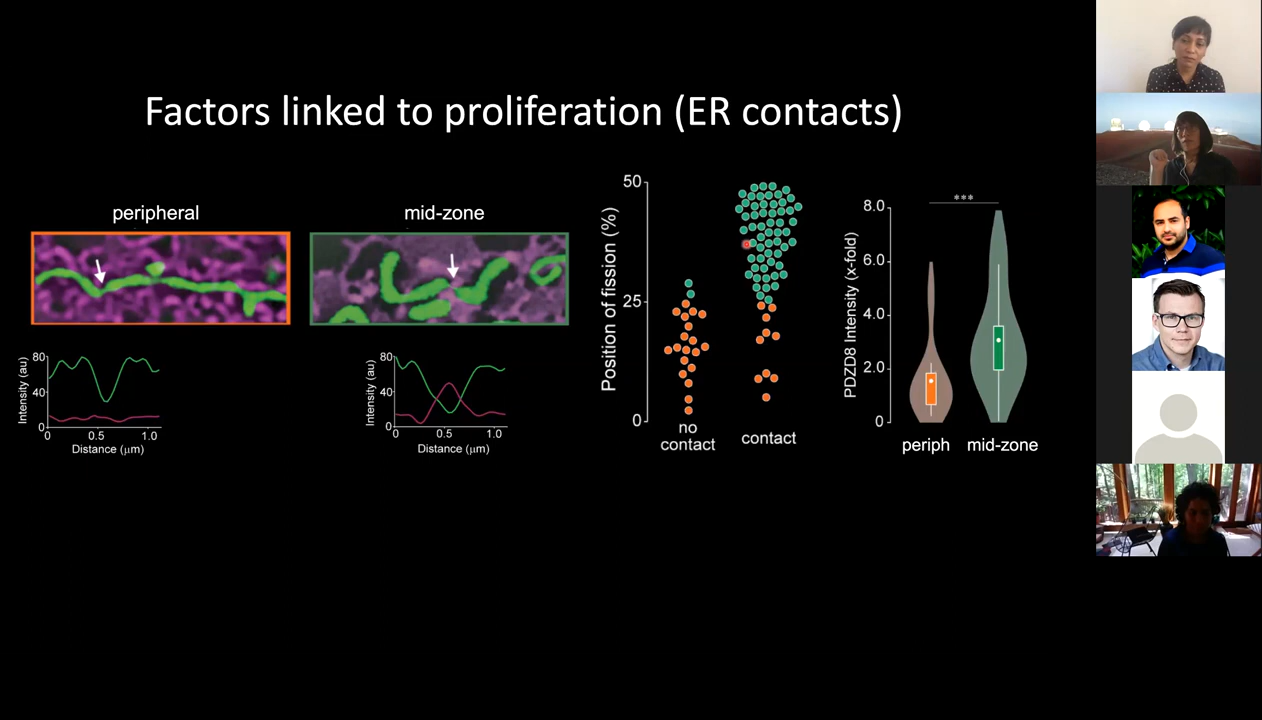 Factors linked to proliferation (ER contacts)
peripheral
mid-zone
80
40
0
Intensity (au)
0
0.5
1.0
Distance (μm)
80
40
0
Intensity (au)
0
0.5
1.0
Distance (μm)
50
25
0
Position of fission (%)
no
contact
contact
***
8.0
6.0
4.0
2.0
0
PDZD8 Intensity (x-fold)
periph
mid-zone